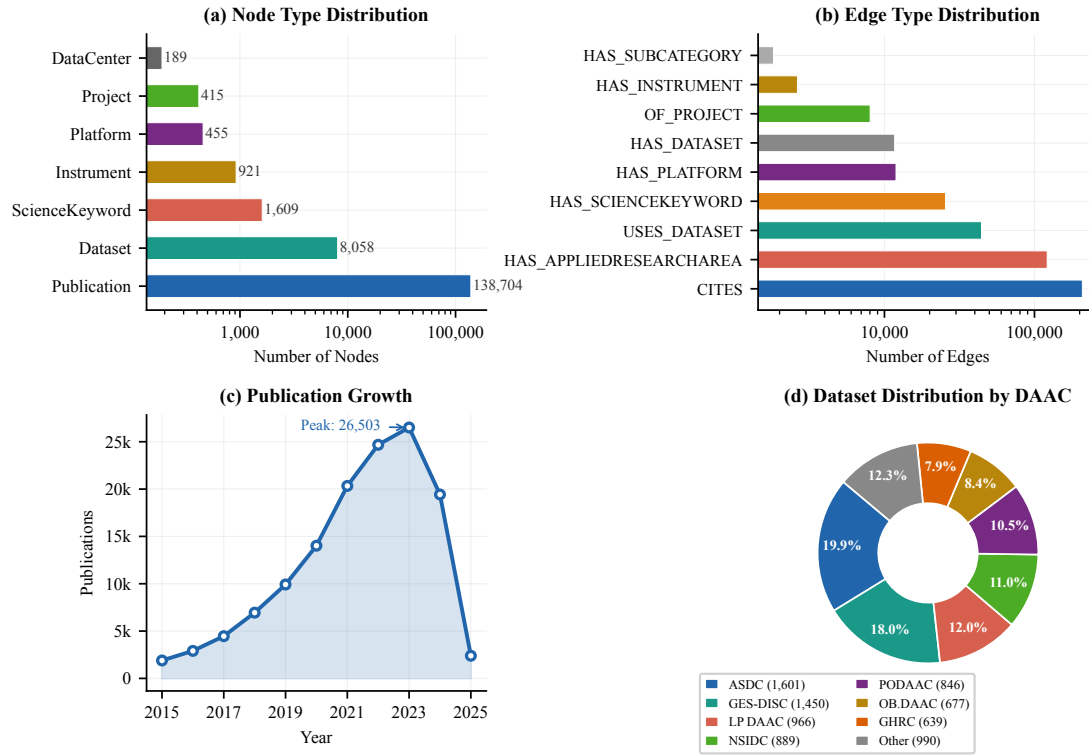 (a) Node Type Distribution
DataCenter
189
Project
415
Platform
455
Instrument
921
ScienceKeyword
1,609
Dataset
8,058
Publication
138,704
1,000
10,000
100,000
Number of Nodes
(b) Edge Type Distribution
HAS_SUBCATEGORY
HAS_INSTRUMENT
OF_PROJECT
HAS_DATASET
HAS_PLATFORM
HAS_SCIENCEKEYWORD
USES_DATASET
HAS_APPLIEDRESEARCHAREA
CITES
10,000
100,000
Number of Edges
(c) Publication Growth
Peak: 26,503
25k
20k
15k
10k
5k
0
Publications
2015
2017
2019
2021
2023
2025
Year
(d) Dataset Distribution by DAAC
7.9%
12.3%
8.4%
10.5%
19.9%
11.0%
18.0%
12.0%
ASDC (1,601)
GES-DISC (1,450)
LP DAAC (966)
NSIDC (889)
PODAAC (846)
OB.DAAC (677)
GHRC (639)
Other (990)